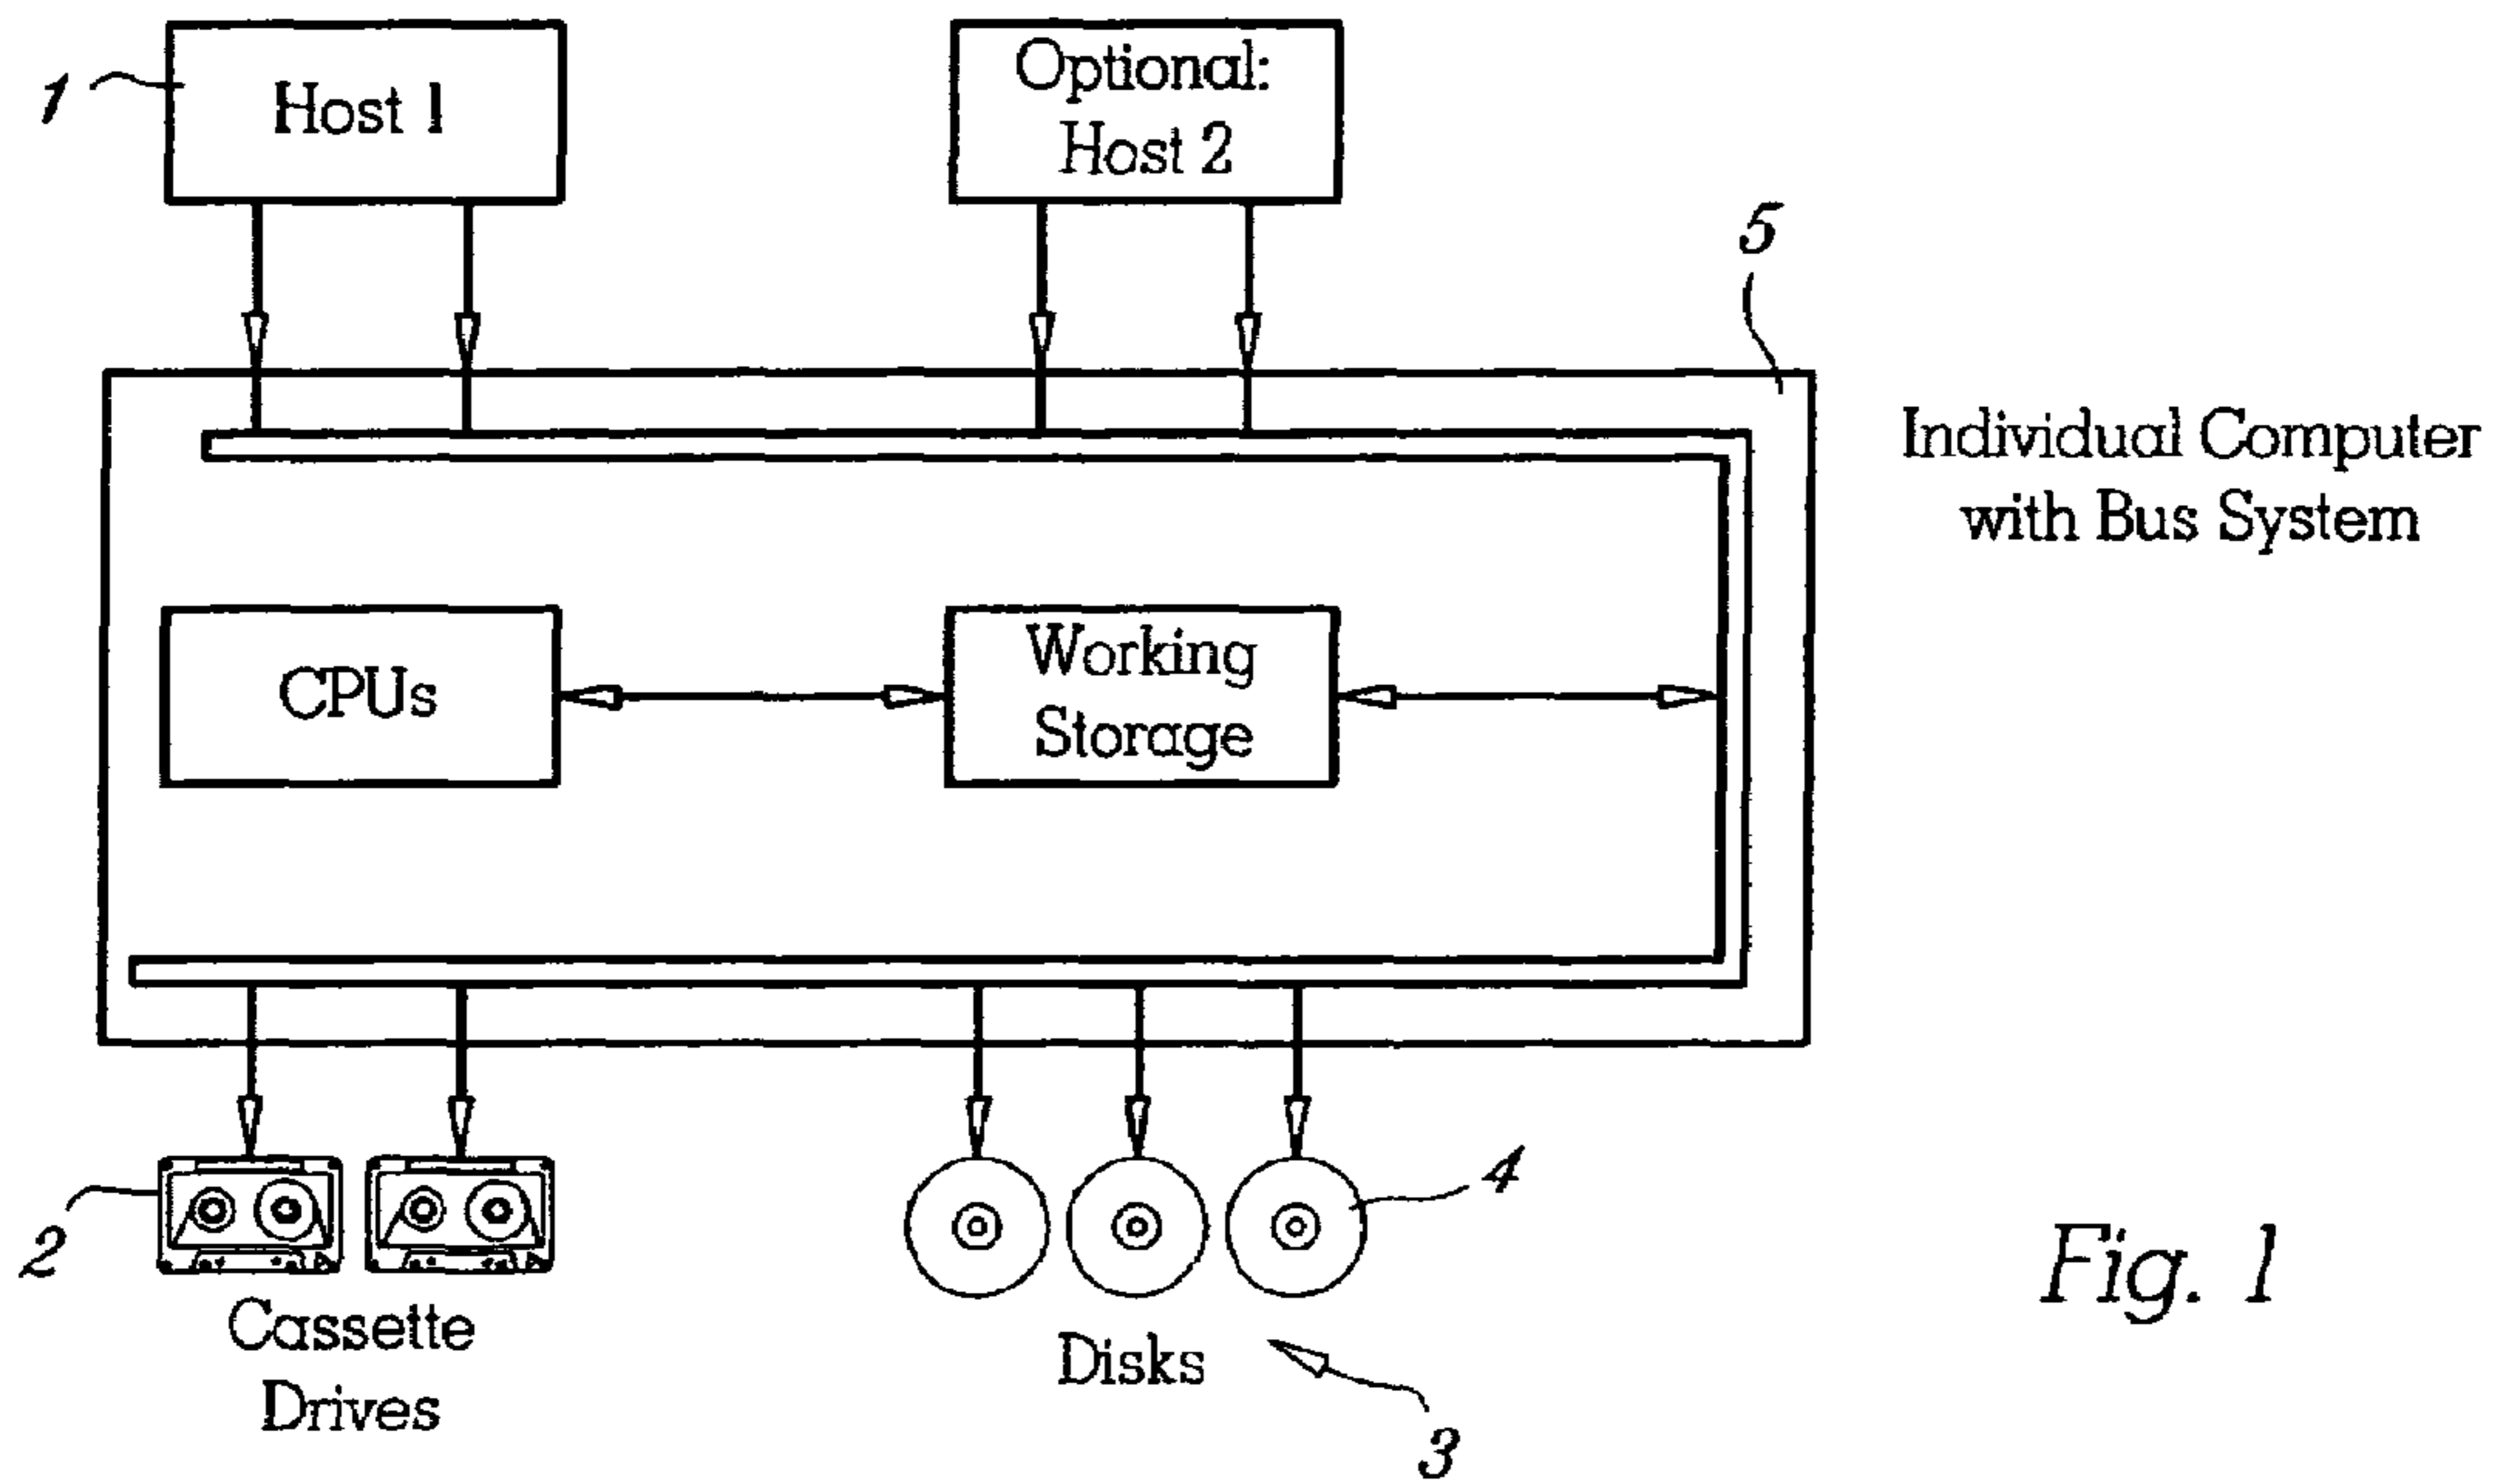 1
Host 1
Optional:
Host 2
5
Individual Computer
with Bus System
CPUs
Working
Storage
2
4
Cassette
Drives
Disks
3
Fig. 1